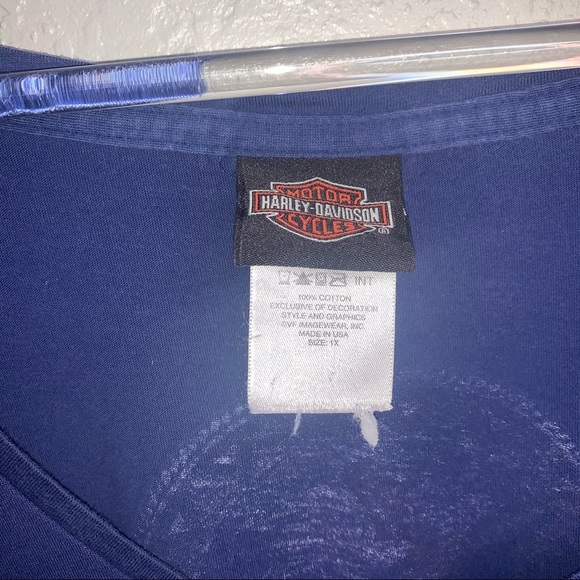 MOTOR
HARLEY-DAVIDSON
CYCLES
®
INT
100% COTTON
EXCLUSIVE OF DECORATION
STYLE AND GRAPHICS
©VF IMAGEWEAR, INC.
MADE IN USA
SIZE: 1X